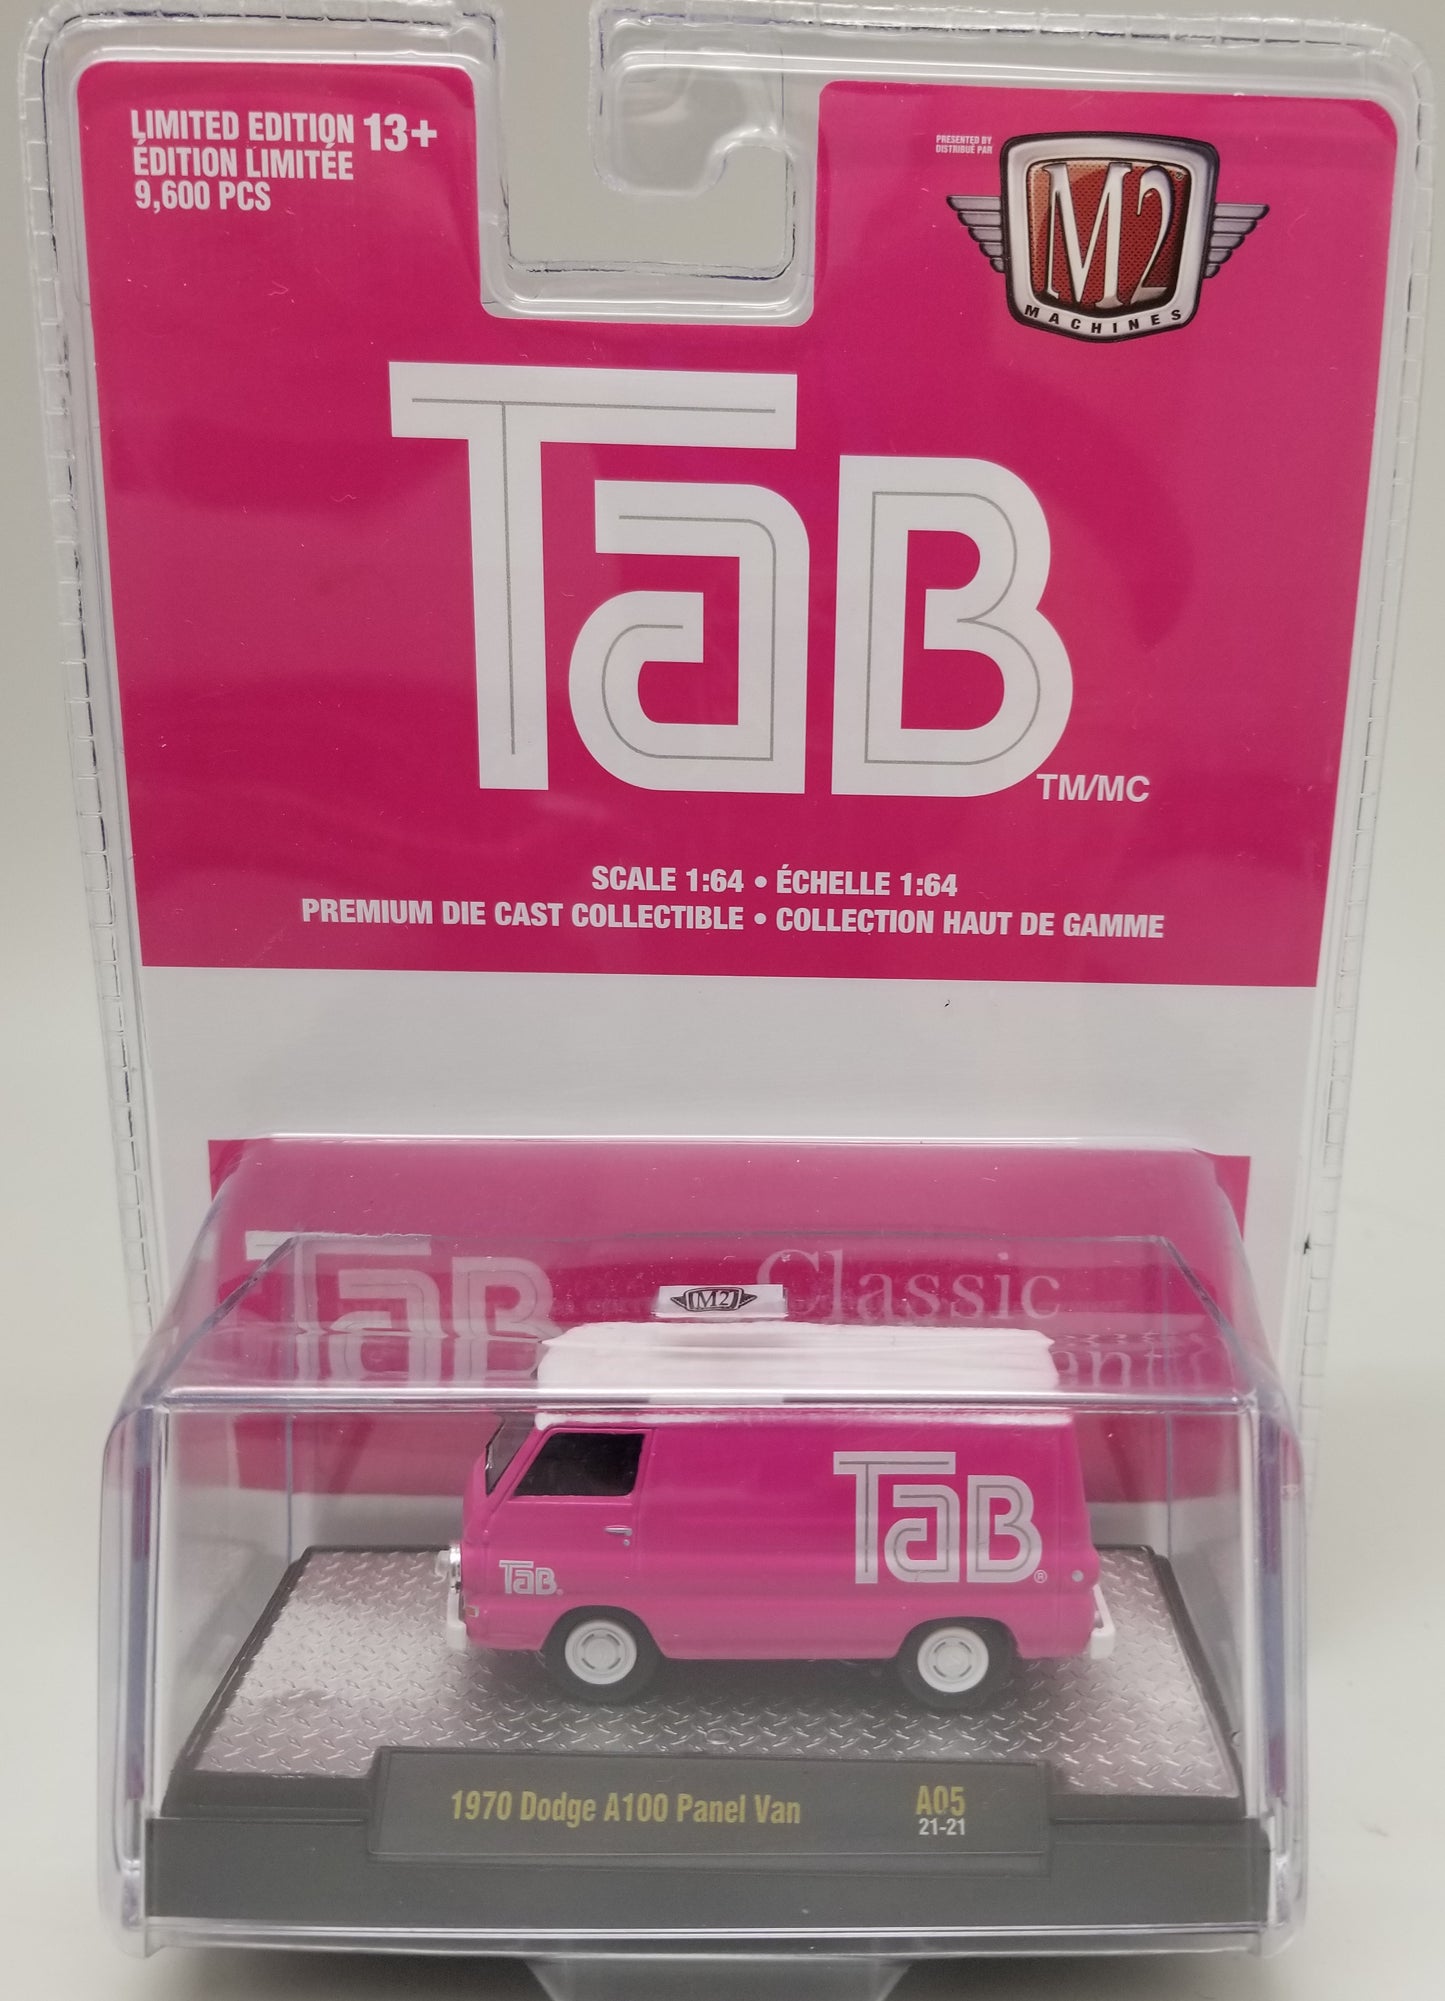 LIMITED EDITION 13+
ÉDITION LIMITÉE
9,600 PCS
PRESENTED BY
DISTRIBUÉ PAR
M2
MACHINES
TaB
TM/MC
SCALE 1:64 • ÉCHELLE 1:64
PREMIUM DIE CAST COLLECTIBLE • COLLECTION HAUT DE GAMME
TaB
Classic
M2
TaB®
TaB®
1970 Dodge A100 Panel Van
A05
21-21